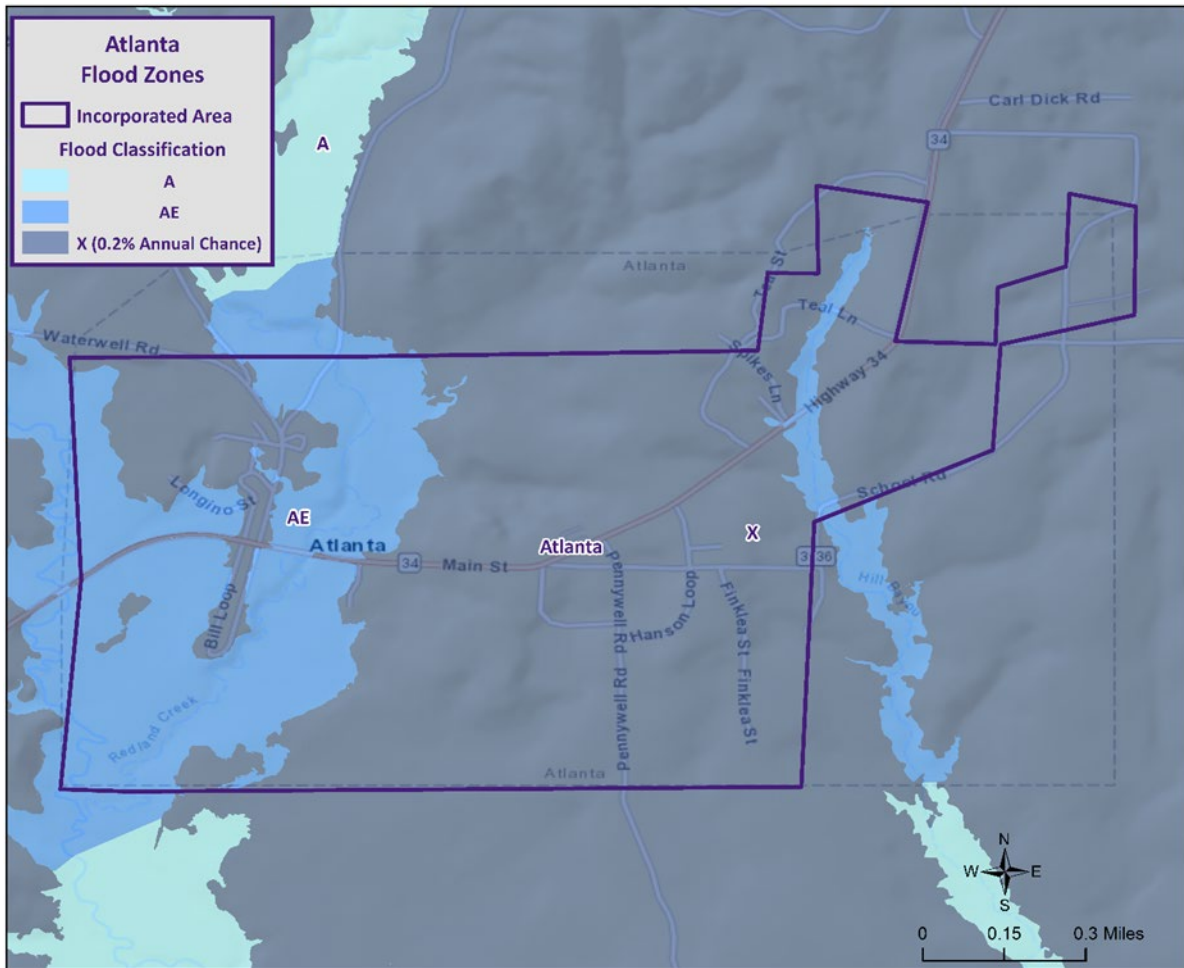 Atlanta
Flood Zones
Incorporated Area
Flood Classification
A
AE
X (0.2% Annual Chance)
A
Carl Dick Rd
34
Atlanta
Teal St
Teal Ln
Waterwell Rd
Spikes Ln
Highway 34
Longino St
School Rd
AE
Atlanta
Atlanta
X
34
Main St
Hill Bayou
Bill Loop
Pennywell Rd
Pennywell Rd
Hanson Loop
Finklea St
Finklea St
Redland Creek
Atlanta
N
W
E
S
0
0.15
0.3 Miles